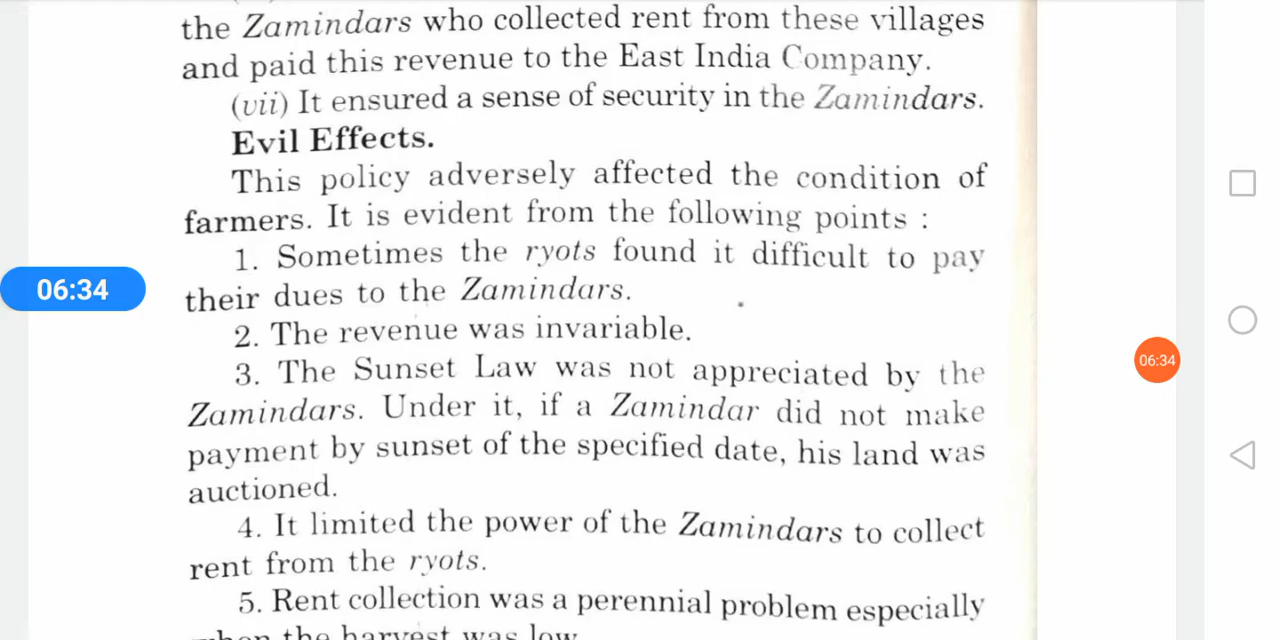 the Zamindars who collected rent from these villages
and paid this revenue to the East India Company.
(vii) It ensured a sense of security in the Zamindars.
Evil Effects.
This policy adversely affected the condition of
farmers. It is evident from the following points :
1. Sometimes the ryots found it difficult to pay
their dues to the Zamindars.
06:34
2. The revenue was invariable.
06:34
3. The Sunset Law was not appreciated by the
Zamindars. Under it, if a Zamindar did not make
payment by sunset of the specified date, his land was
auctioned.
4. It limited the power of the Zamindars to collect
rent from the ryots.
5. Rent collection was a perennial problem especially
when the harvest was low.